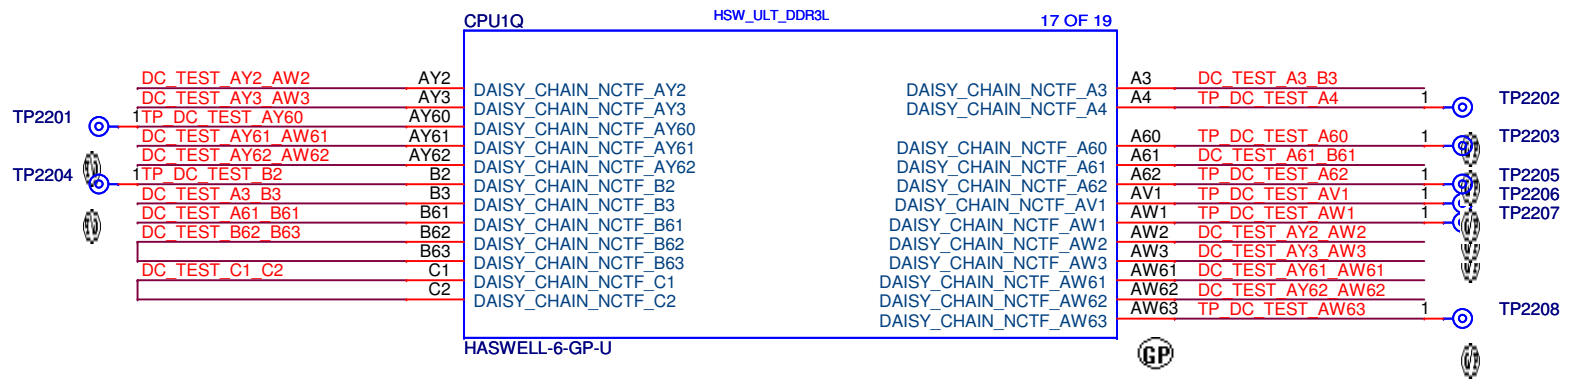 CPU1Q HSW_ULT_DDR3L 17 OF 19
DC_TEST_AY2_AW2 AY2 DAISY_CHAIN_NCTF_AY2
DC_TEST_AY3_AW3 AY3 DAISY_CHAIN_NCTF_AY3
TP2201 1 TP_DC_TEST_AY60 AY60 DAISY_CHAIN_NCTF_AY60
DC_TEST_AY61_AW61 AY61 DAISY_CHAIN_NCTF_AY61
DC_TEST_AY62_AW62 AY62 DAISY_CHAIN_NCTF_AY62
TP2204 1 TP_DC_TEST_B2 B2 DAISY_CHAIN_NCTF_B2
DC_TEST_A3_B3 B3 DAISY_CHAIN_NCTF_B3
DC_TEST_A61_B61 B61 DAISY_CHAIN_NCTF_B61
DC_TEST_B62_B63 B62 DAISY_CHAIN_NCTF_B62
B63 DAISY_CHAIN_NCTF_B63
DC_TEST_C1_C2 C1 DAISY_CHAIN_NCTF_C1
C2 DAISY_CHAIN_NCTF_C2
DAISY_CHAIN_NCTF_A3 A3 DC_TEST_A3_B3
DAISY_CHAIN_NCTF_A4 A4 TP_DC_TEST_A4 1 TP2202
DAISY_CHAIN_NCTF_A60 A60 TP_DC_TEST_A60 1 TP2203
DAISY_CHAIN_NCTF_A61 A61 DC_TEST_A61_B61
DAISY_CHAIN_NCTF_A62 A62 TP_DC_TEST_A62 1 TP2205
DAISY_CHAIN_NCTF_AV1 AV1 TP_DC_TEST_AV1 1 TP2206
DAISY_CHAIN_NCTF_AW1 AW1 TP_DC_TEST_AW1 1 TP2207
DAISY_CHAIN_NCTF_AW2 AW2 DC_TEST_AY2_AW2
DAISY_CHAIN_NCTF_AW3 AW3 DC_TEST_AY3_AW3
DAISY_CHAIN_NCTF_AW61 AW61 DC_TEST_AY61_AW61
DAISY_CHAIN_NCTF_AW62 AW62 DC_TEST_AY62_AW62
DAISY_CHAIN_NCTF_AW63 AW63 TP_DC_TEST_AW63 1 TP2208
HASWELL-6-GP-U
GP